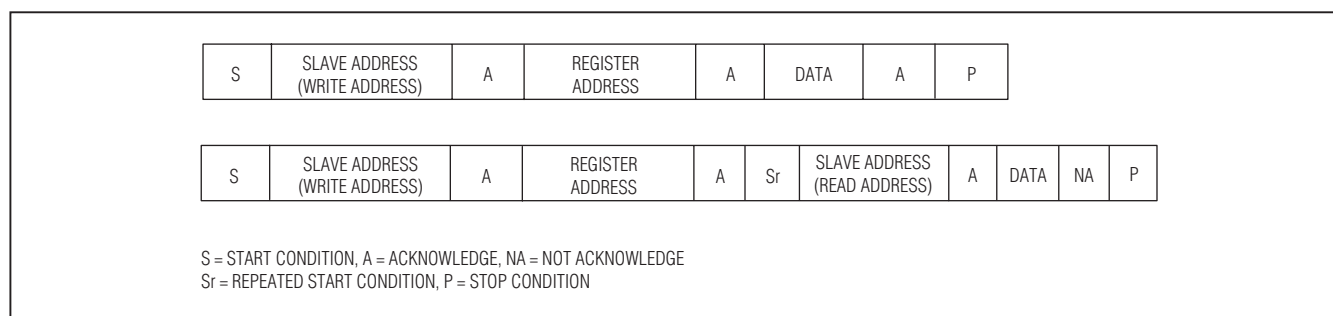 S SLAVE ADDRESS (WRITE ADDRESS) A REGISTER ADDRESS A DATA A P
S SLAVE ADDRESS (WRITE ADDRESS) A REGISTER ADDRESS A Sr SLAVE ADDRESS (READ ADDRESS) A DATA NA P
S = START CONDITION, A = ACKNOWLEDGE, NA = NOT ACKNOWLEDGE
Sr = REPEATED START CONDITION, P = STOP CONDITION